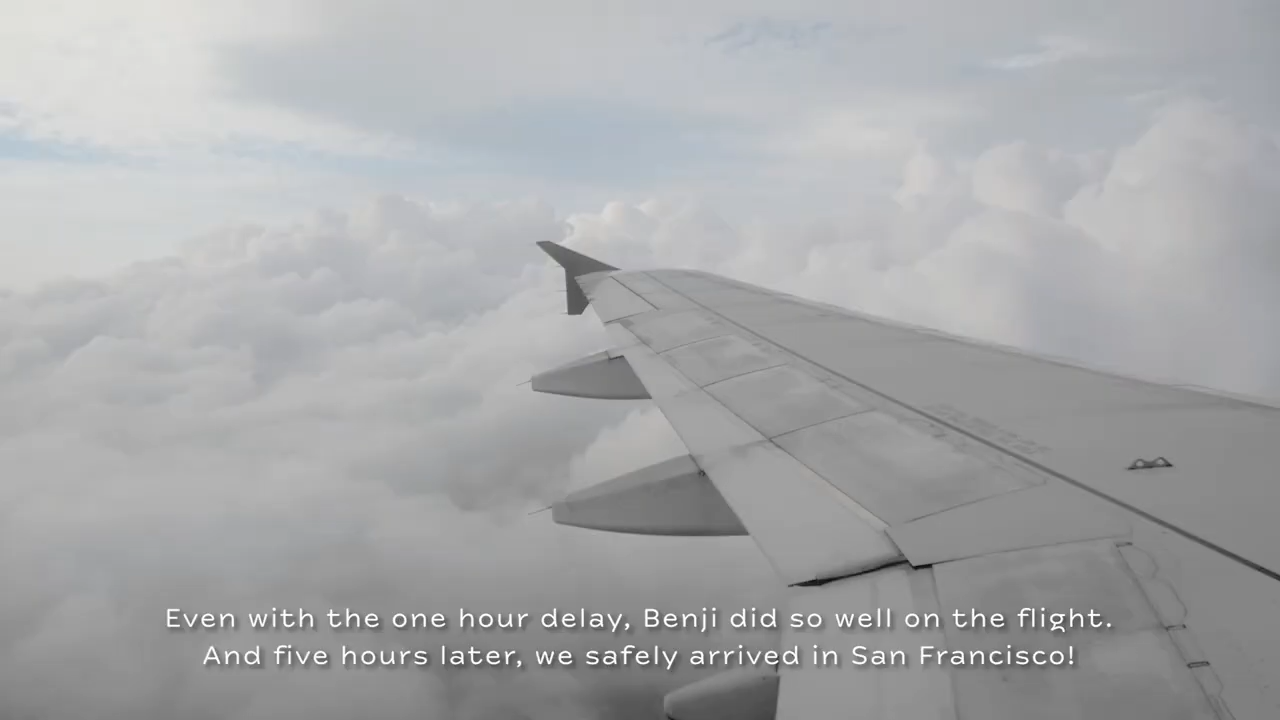 Even with the one hour delay, Benji did so well on the flight.
And five hours later, we safely arrived in San Francisco!